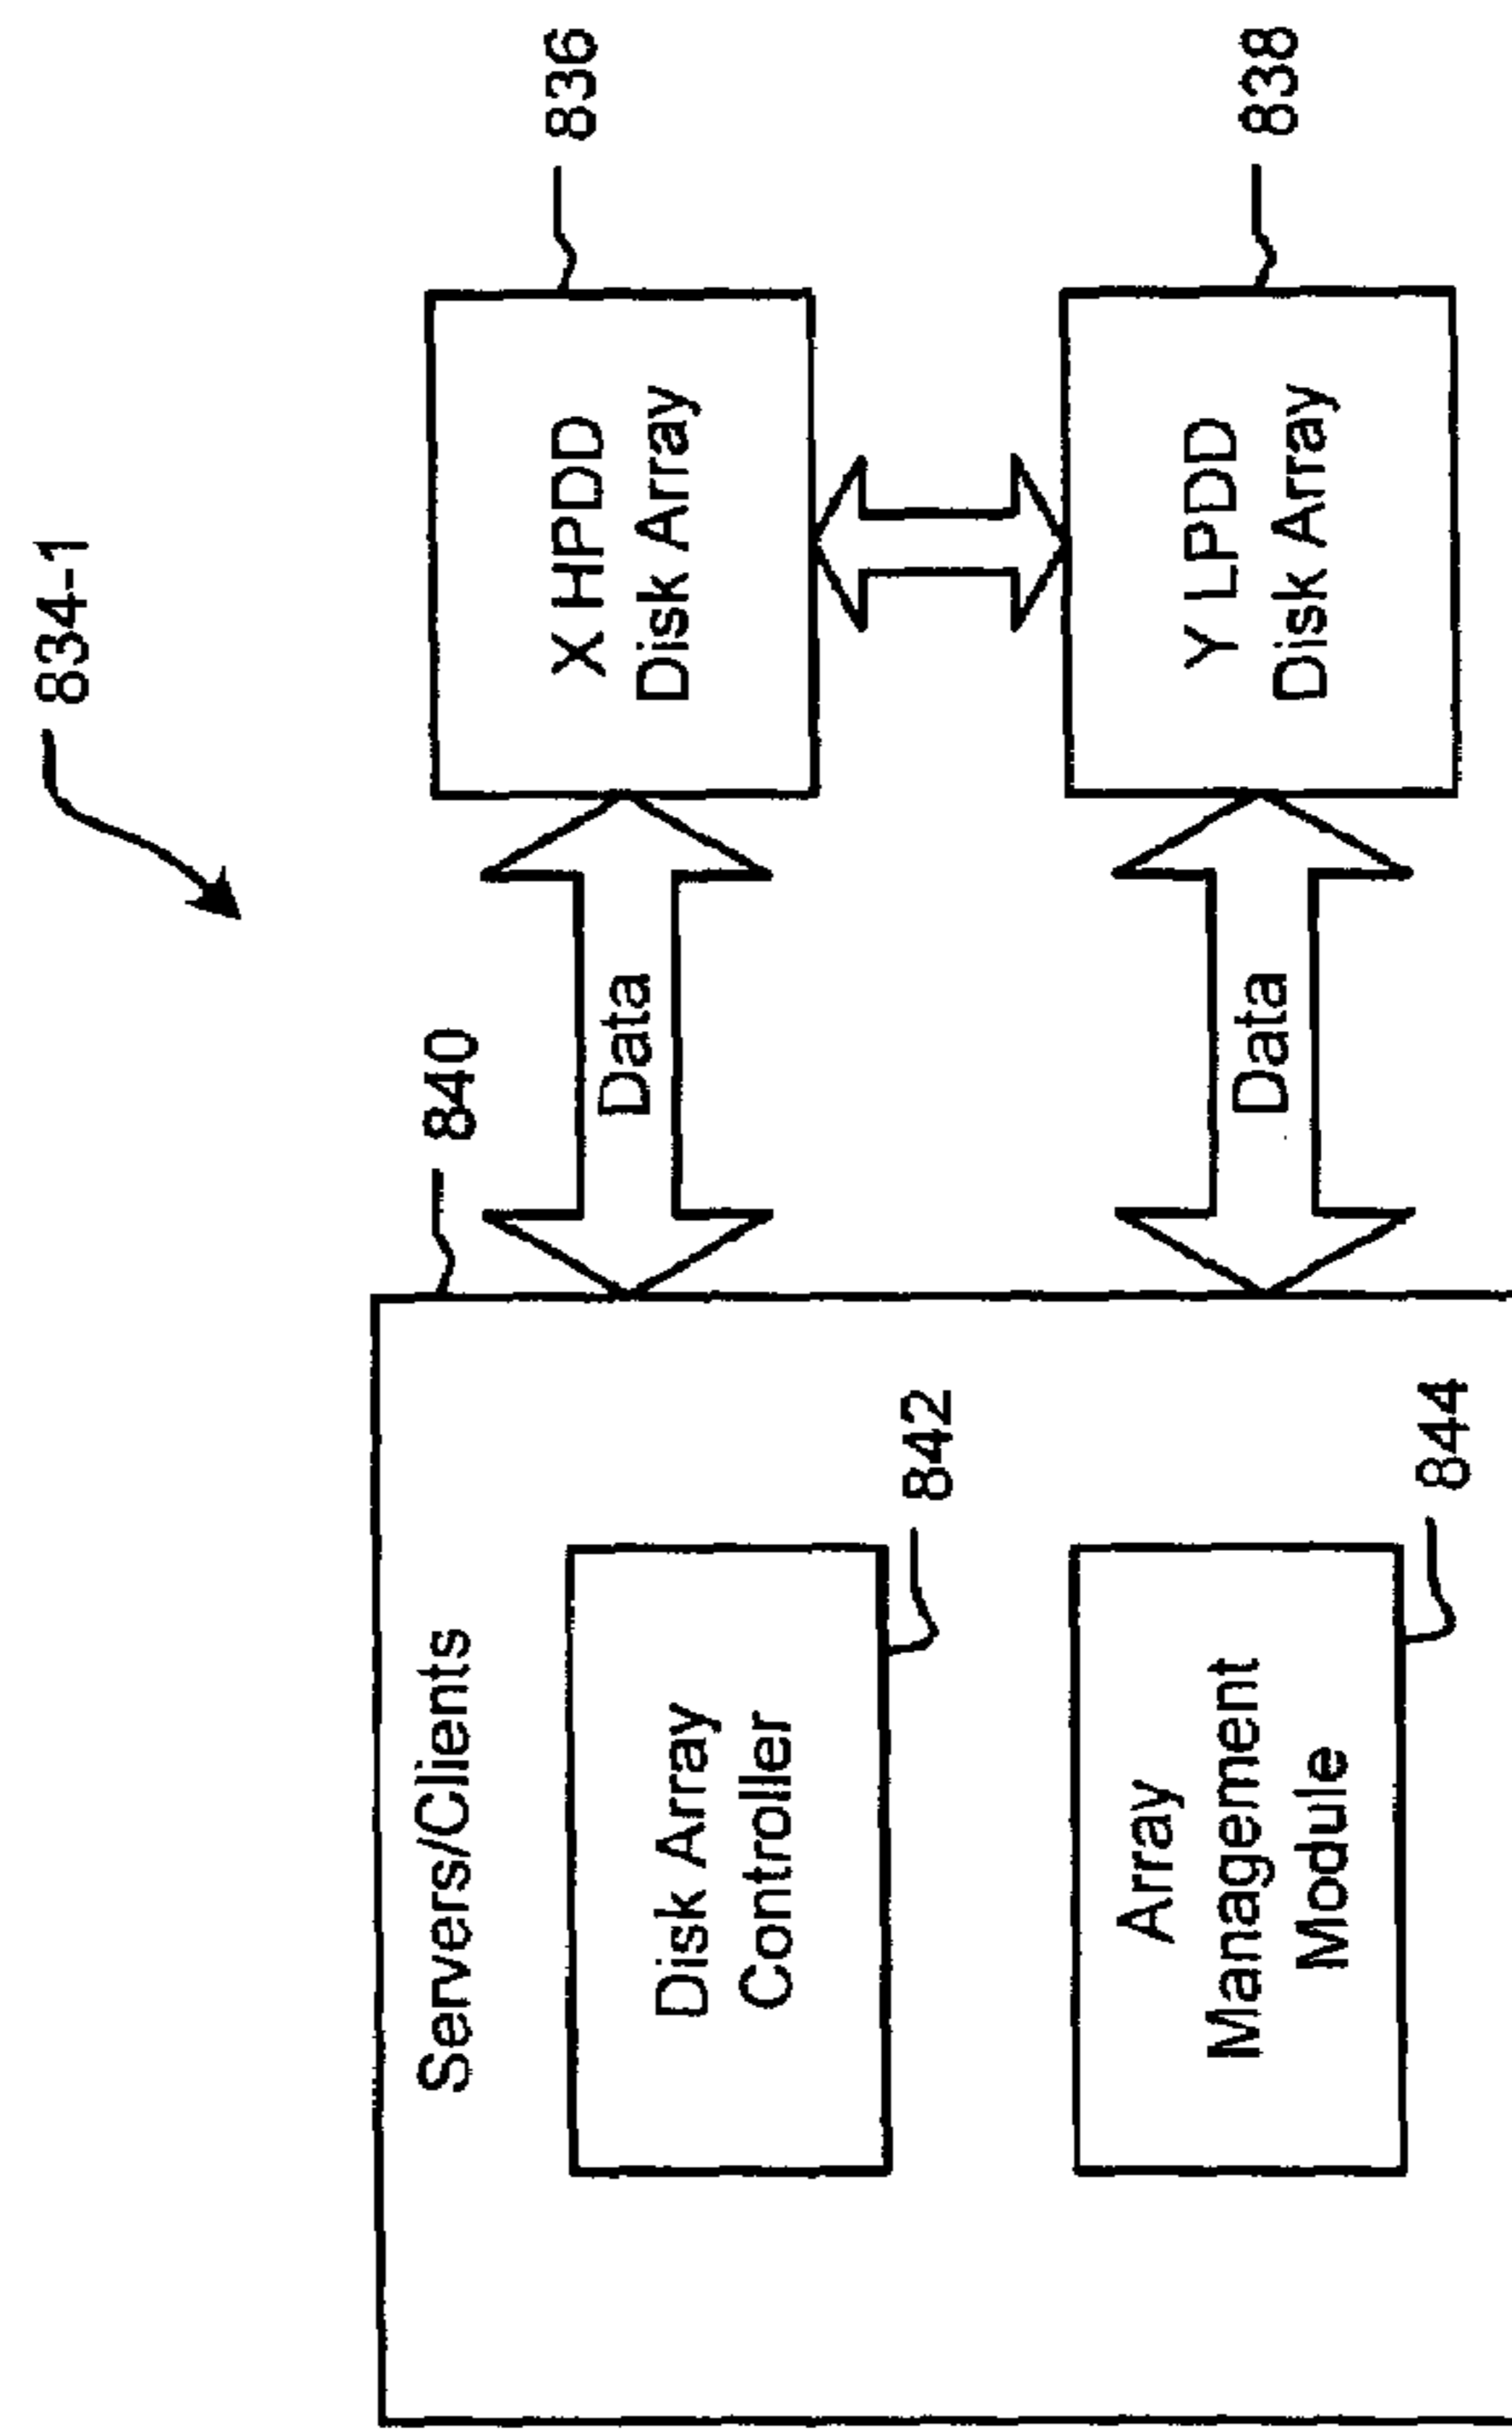 834-1
840
Servers/Clients
Disk Array
Controller
842
Array
Management
Module
844
Data
X HPDD
Disk Array
836
Data
Y LPDD
Disk Array
838